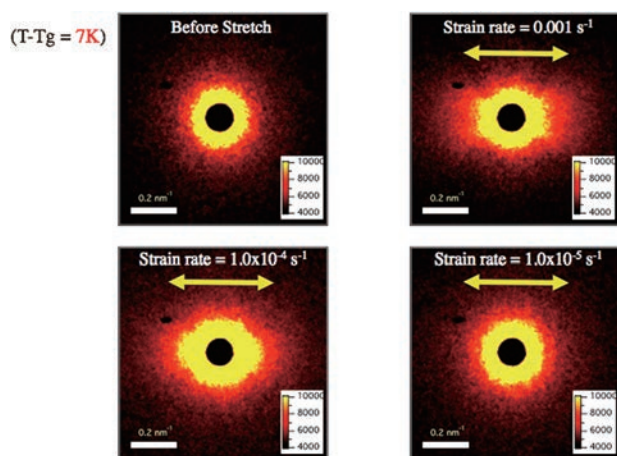 (T-Tg = 7K)
Before Stretch
10000
8000
6000
4000
0.2 nm⁻¹
Strain rate = 0.001 s⁻¹
10000
8000
6000
4000
0.2 nm⁻¹
Strain rate = 1.0x10⁻⁴ s⁻¹
10000
8000
6000
4000
0.2 nm⁻¹
Strain rate = 1.0x10⁻⁵ s⁻¹
10000
8000
6000
4000
0.2 nm⁻¹